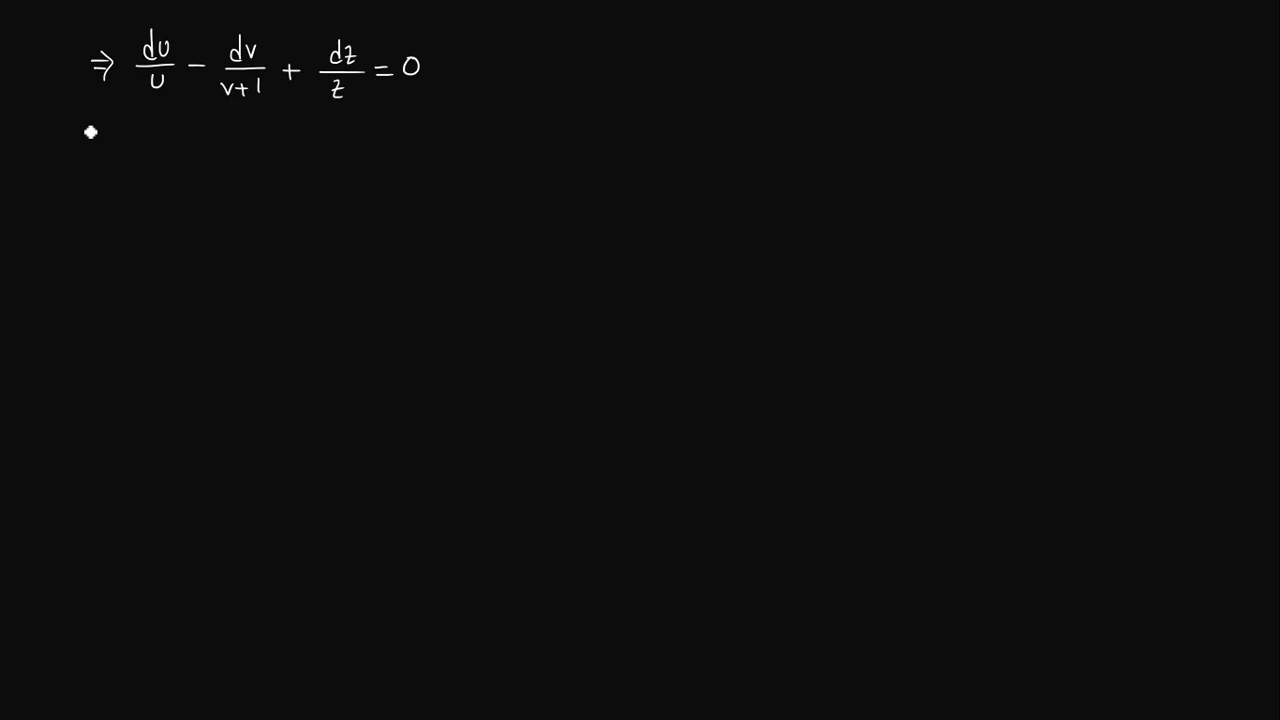 ⇒ du/u − dv/(v+1) + dz/z = 0